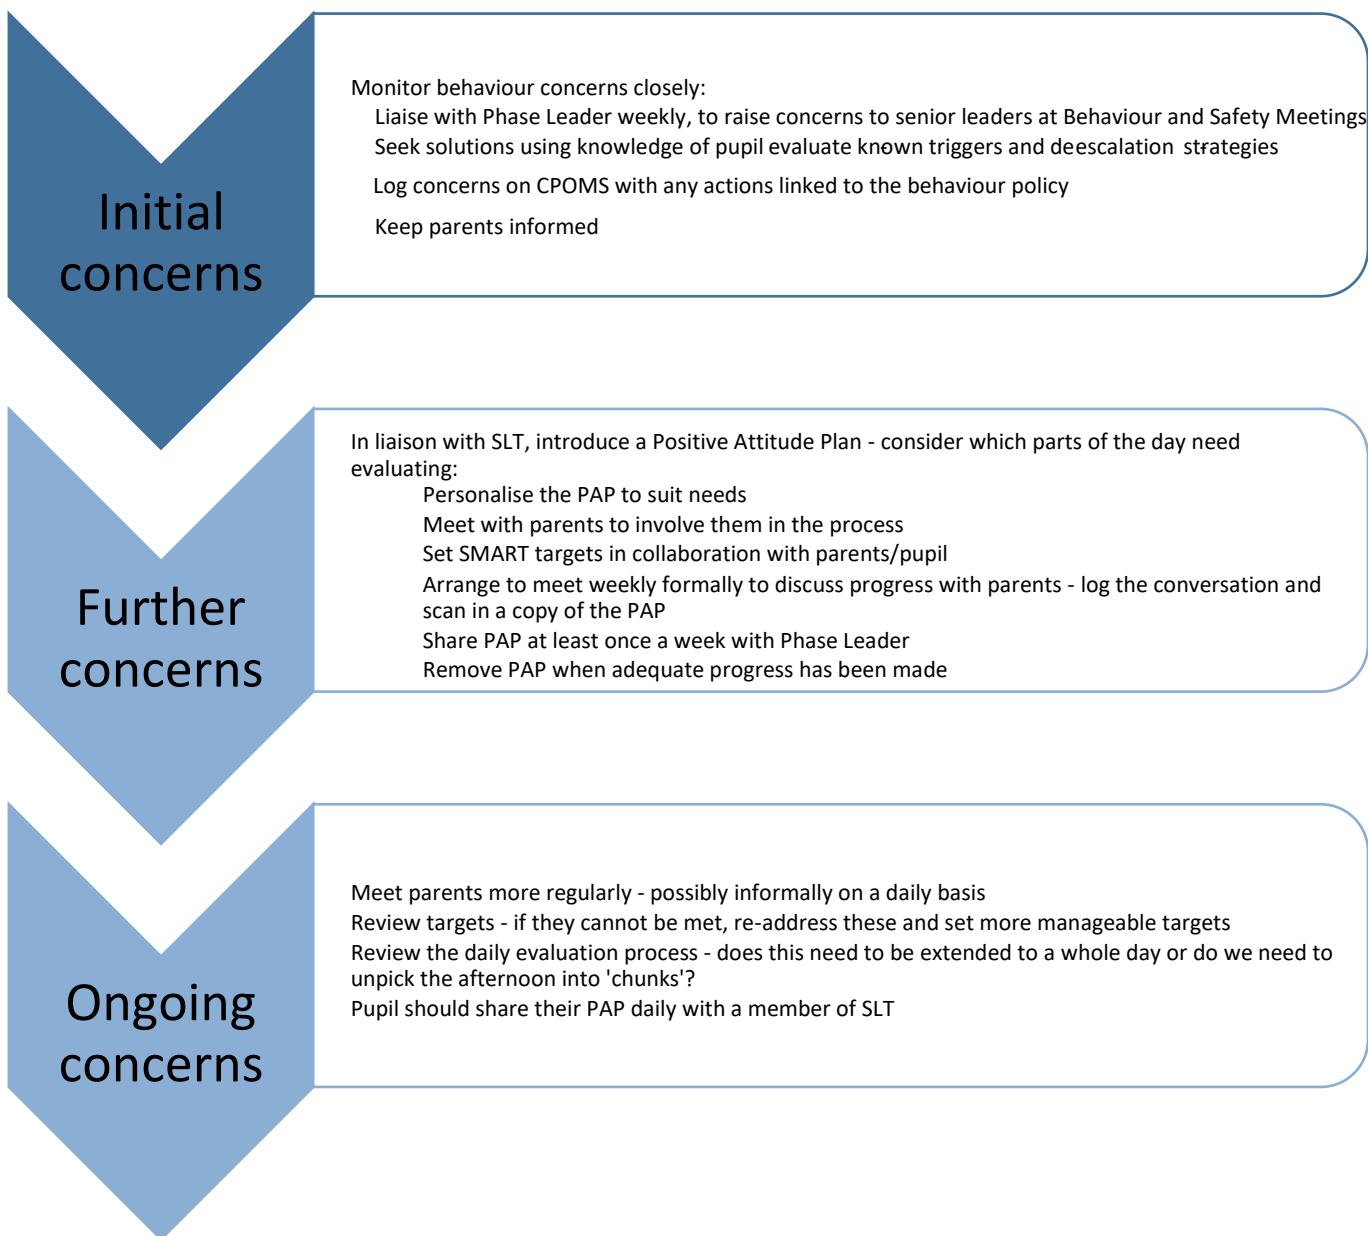 Initial
concerns
Monitor behaviour concerns closely:
Liaise with Phase Leader weekly, to raise concerns to senior leaders at Behaviour and Safety Meetings
Seek solutions using knowledge of pupil evaluate known triggers and deescalation strategies
Log concerns on CPOMS with any actions linked to the behaviour policy
Keep parents informed
Further
concerns
In liaison with SLT, introduce a Positive Attitude Plan - consider which parts of the day need
evaluating:
Personalise the PAP to suit needs
Meet with parents to involve them in the process
Set SMART targets in collaboration with parents/pupil
Arrange to meet weekly formally to discuss progress with parents - log the conversation and
scan in a copy of the PAP
Share PAP at least once a week with Phase Leader
Remove PAP when adequate progress has been made
Ongoing
concerns
Meet parents more regularly - possibly informally on a daily basis
Review targets - if they cannot be met, re-address these and set more manageable targets
Review the daily evaluation process - does this need to be extended to a whole day or do we need to
unpick the afternoon into 'chunks'?
Pupil should share their PAP daily with a member of SLT